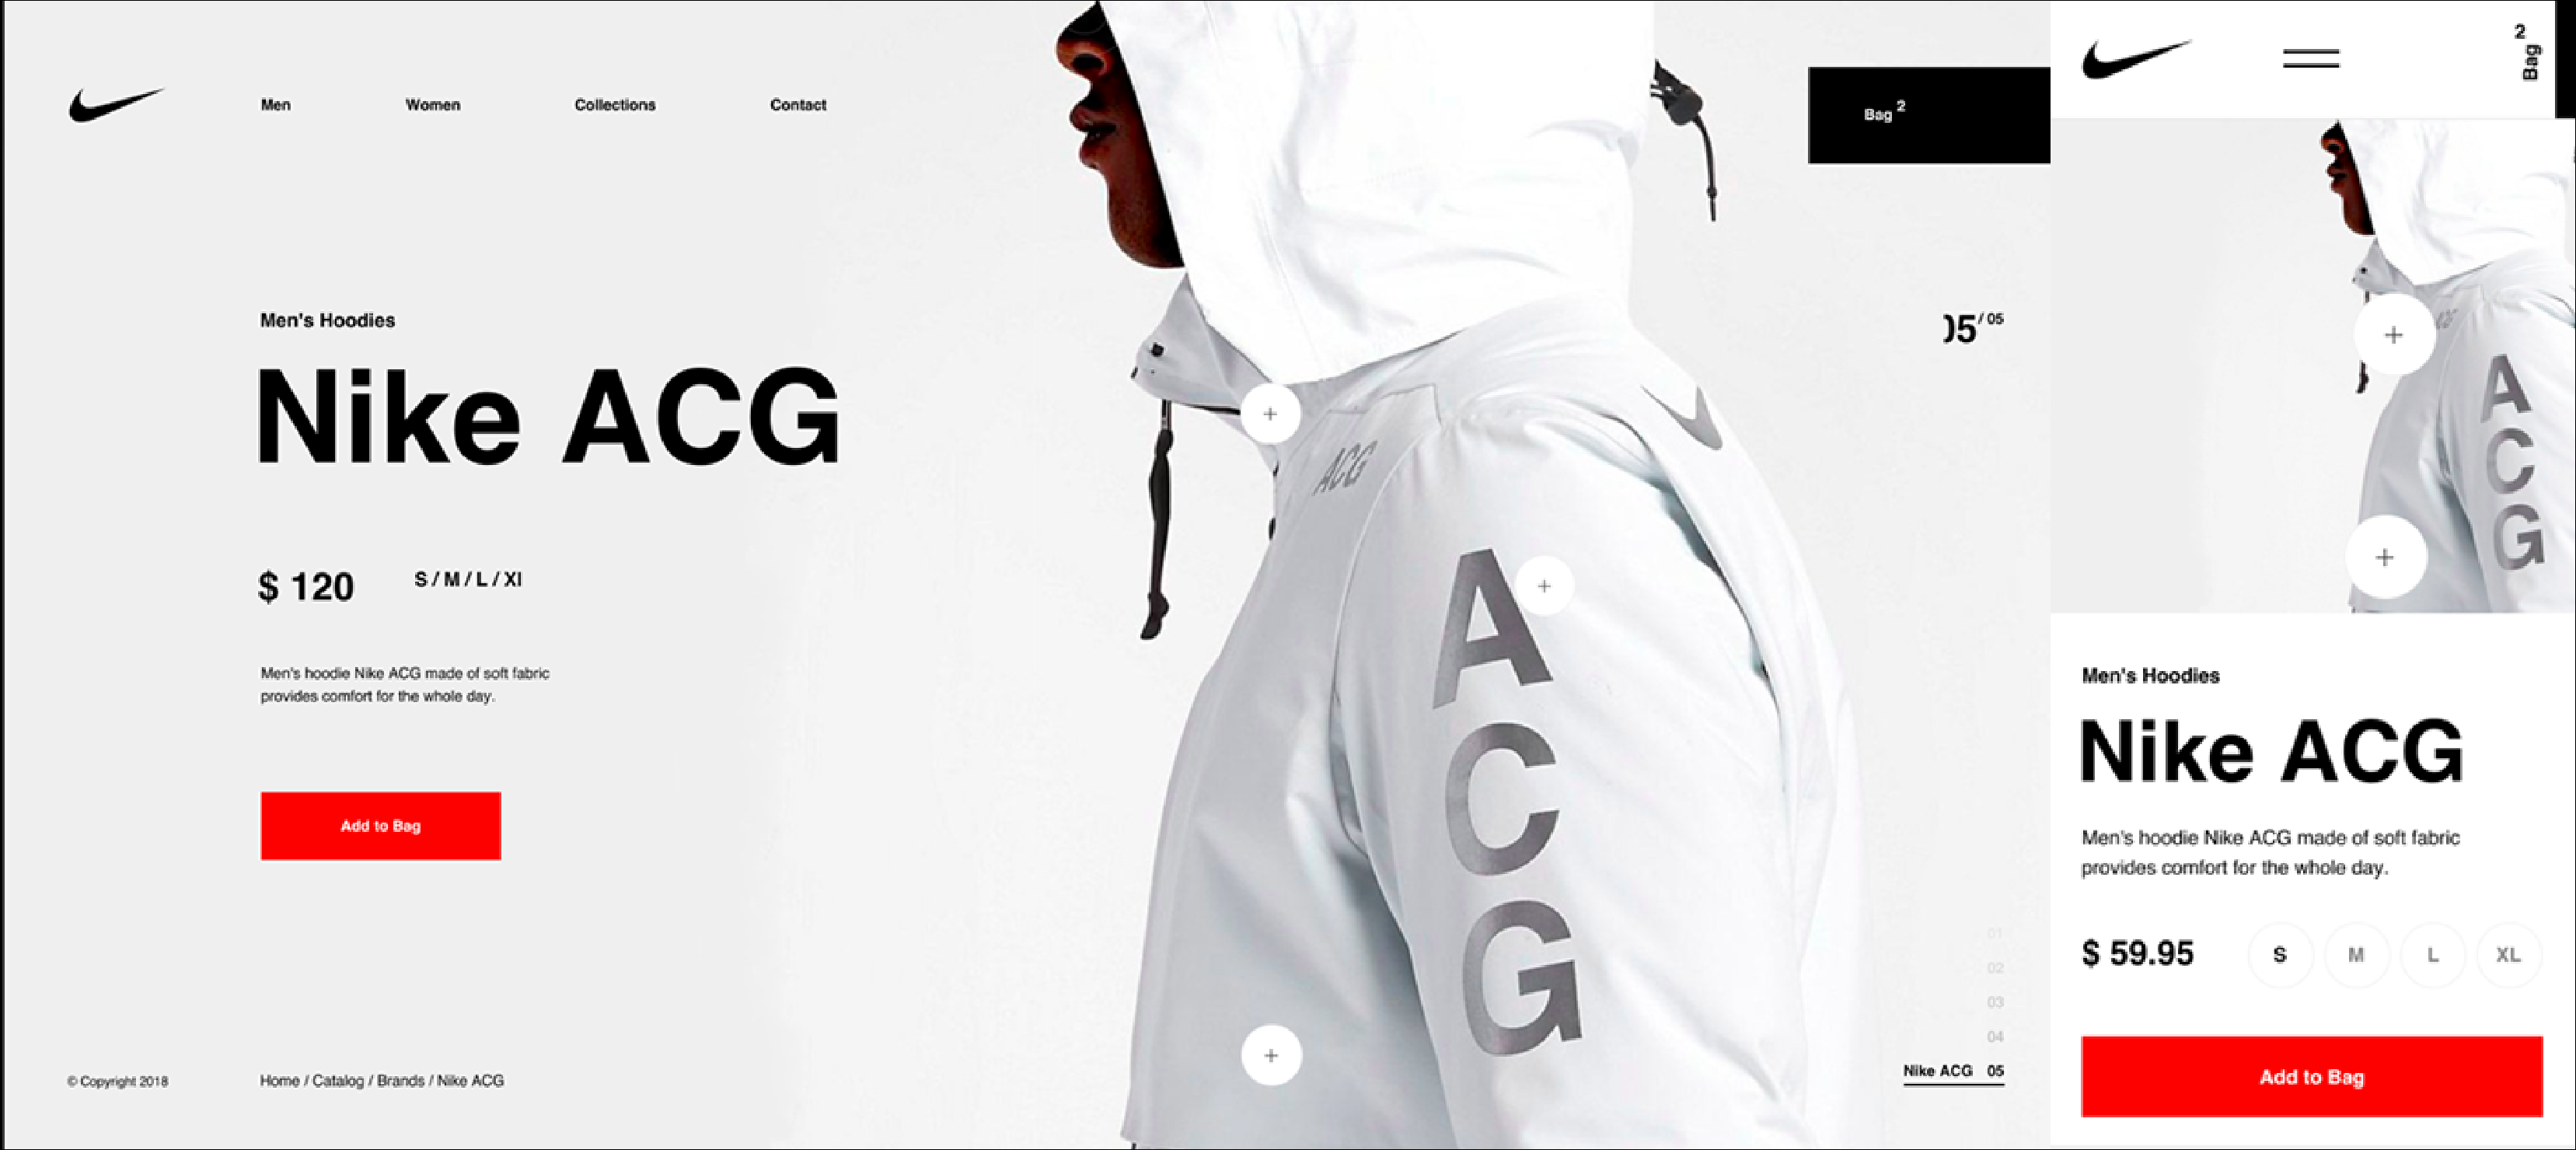 Men
Women
Collections
Contact
Bag 2
Men's Hoodies
Nike ACG
$ 120
S / M / L / Xl
Men's hoodie Nike ACG made of soft fabric
provides comfort for the whole day.
Add to Bag
© Copyright 2018
Home / Catalog / Brands / Nike ACG
ACG
A
C
G
/ 05
01
02
03
04
Nike ACG 05
2
Bag
ACG
A
C
G
Men's Hoodies
Nike ACG
Men's hoodie Nike ACG made of soft fabric
provides comfort for the whole day.
$ 59.95
S
M
L
XL
Add to Bag